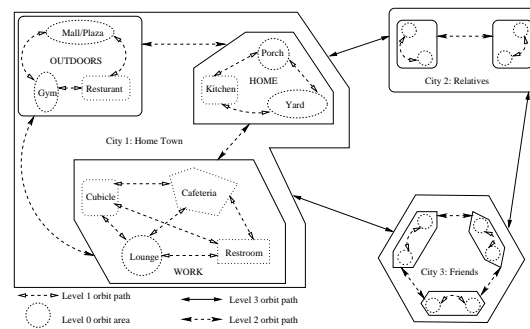 Mall/Plaza
OUTDOORS
Gym
Resturant
Porch
HOME
Kitchen
Yard
City 1: Home Town
City 2: Relatives
Cubicle
Cafeteria
Lounge
Restroom
WORK
City 3: Friends
Level 1 orbit path
Level 3 orbit path
Level 0 orbit area
Level 2 orbit path